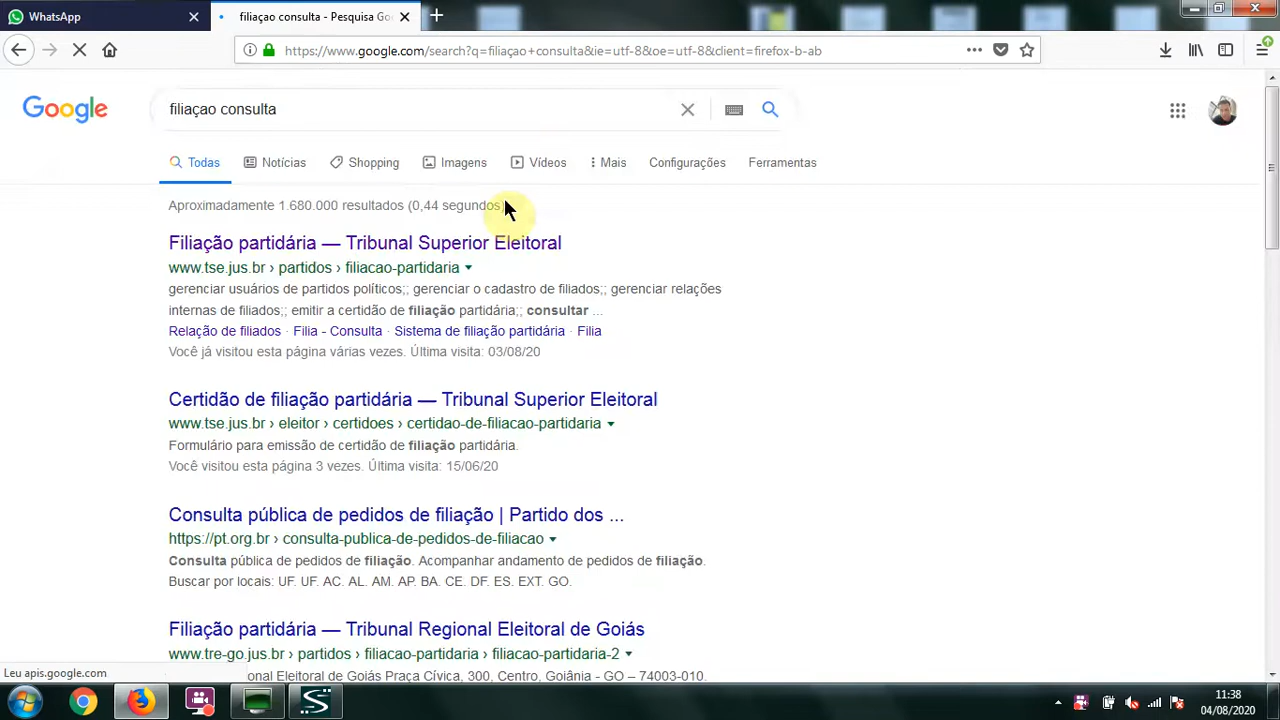 WhatsApp
filiaçao consulta - Pesquisa Go
https://www.google.com/search?q=filiaçao+consulta&ie=utf-8&oe=utf-8&client=firefox-b-ab
Google
filiaçao consulta
Todas
Notícias
Shopping
Imagens
Vídeos
Mais
Configurações
Ferramentas
Aproximadamente 1.680.000 resultados (0,44 segundos)
Filiação partidária — Tribunal Superior Eleitoral
www.tse.jus.br › partidos › filiacao-partidaria
gerenciar usuários de partidos políticos;; gerenciar o cadastro de filiados;; gerenciar relações
internas de filiados;; emitir a certidão de filiação partidária;; consultar ...
Relação de filiados · Filia - Consulta · Sistema de filiação partidária · Filia
Você já visitou esta página várias vezes. Última visita: 03/08/20
Certidão de filiação partidária — Tribunal Superior Eleitoral
www.tse.jus.br › eleitor › certidoes › certidao-de-filiacao-partidaria
Formulário para emissão de certidão de filiação partidária.
Você visitou esta página 3 vezes. Última visita: 15/06/20
Consulta pública de pedidos de filiação | Partido dos ...
https://pt.org.br › consulta-publica-de-pedidos-de-filiacao
Consulta pública de pedidos de filiação. Acompanhar andamento de pedidos de filiação.
Buscar por locais: UF. UF. AC. AL. AM. AP. BA. CE. DF. ES. EXT. GO.
Filiação partidária — Tribunal Regional Eleitoral de Goiás
www.tre-go.jus.br › partidos › filiacao-partidaria › filiacao-partidaria-2
Leu apis.google.com
onal Eleitoral de Goiás Praça Cívica, 300, Centro, Goiânia - GO – 74003-010.
11:38
04/08/2020